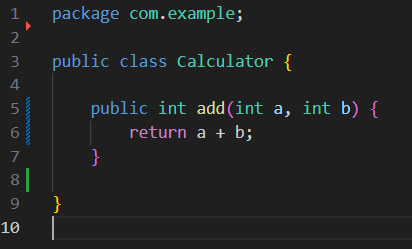 1 package com.example;
2
3 public class Calculator {
4
5     public int add(int a, int b) {
6         return a + b;
7     }
8
9 }
10